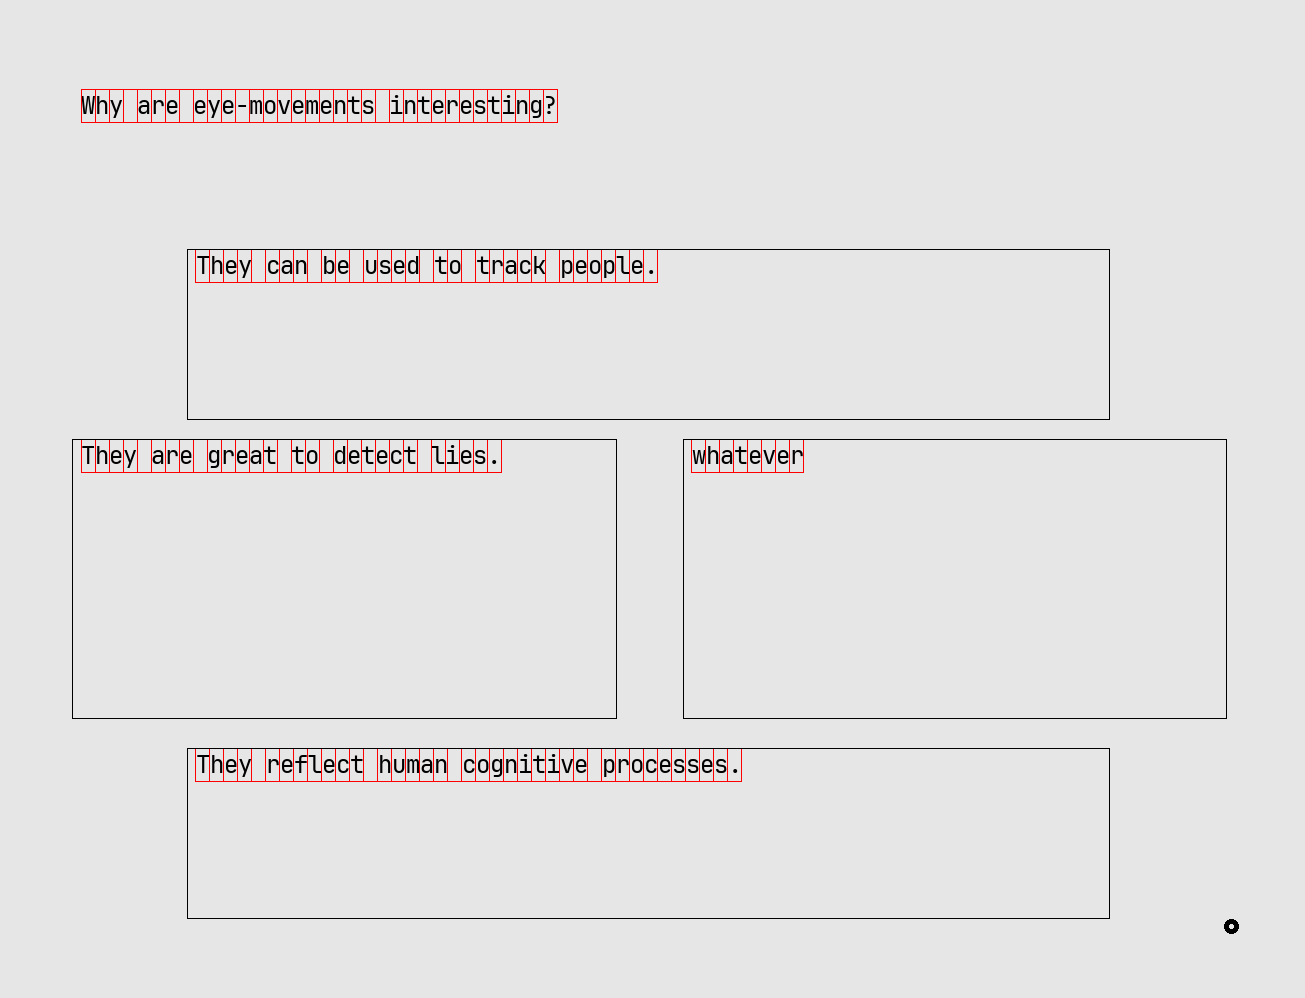 Why are eye-movements interesting?
They can be used to track people.
They are great to detect lies.
whatever
They reflect human cognitive processes.